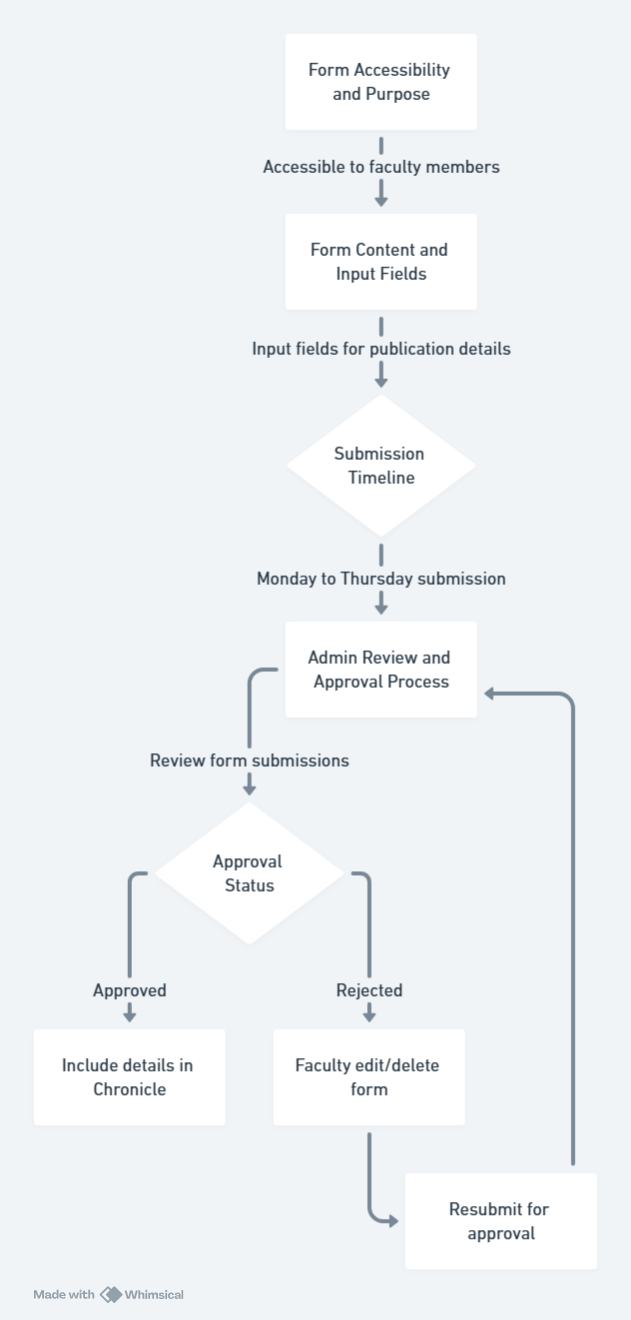 Form Accessibility
and Purpose
Accessible to faculty members
Form Content and
Input Fields
Input fields for publication details
Submission
Timeline
Monday to Thursday submission
Admin Review and
Approval Process
Review form submissions
Approval
Status
Approved
Rejected
Include details in
Chronicle
Faculty edit/delete
form
Resubmit for
approval
Made with Whimsical